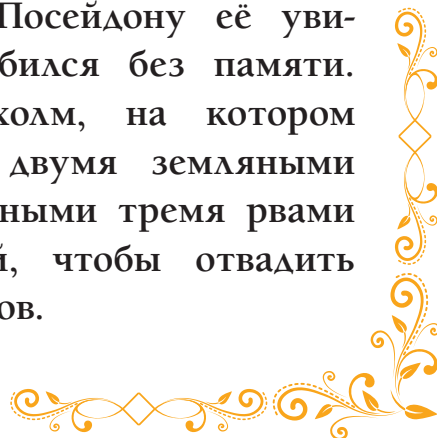 Посейдону её уви-
бился без памяти.
холм, на котором
двумя земляными
ными тремя рвами
й, чтобы отвадить
ов.